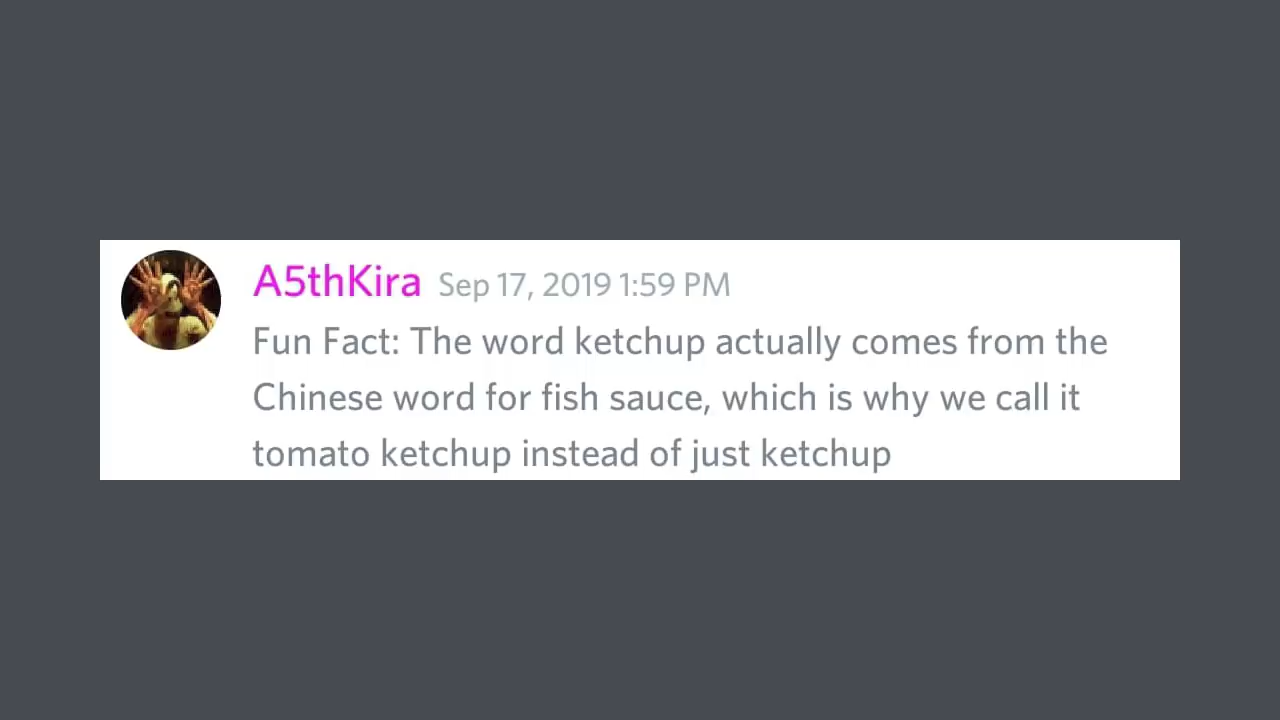 A5thKira Sep 17, 2019 1:59 PM
Fun Fact: The word ketchup actually comes from the
Chinese word for fish sauce, which is why we call it
tomato ketchup instead of just ketchup